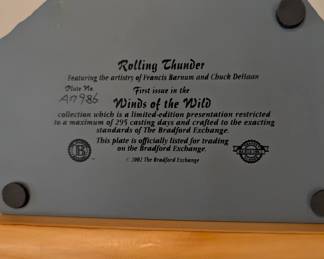 Rolling Thunder
Featuring the artistry of Francis Barnum and Chuck DeHaan
Plate No.
A7986
First issue in the
Winds of the Wild
collection which is a limited-edition presentation restricted
to a maximum of 295 casting days and crafted to the exacting
standards of The Bradford Exchange.
This plate is officially listed for trading
on the Bradford Exchange.
B
© 2002 The Bradford Exchange